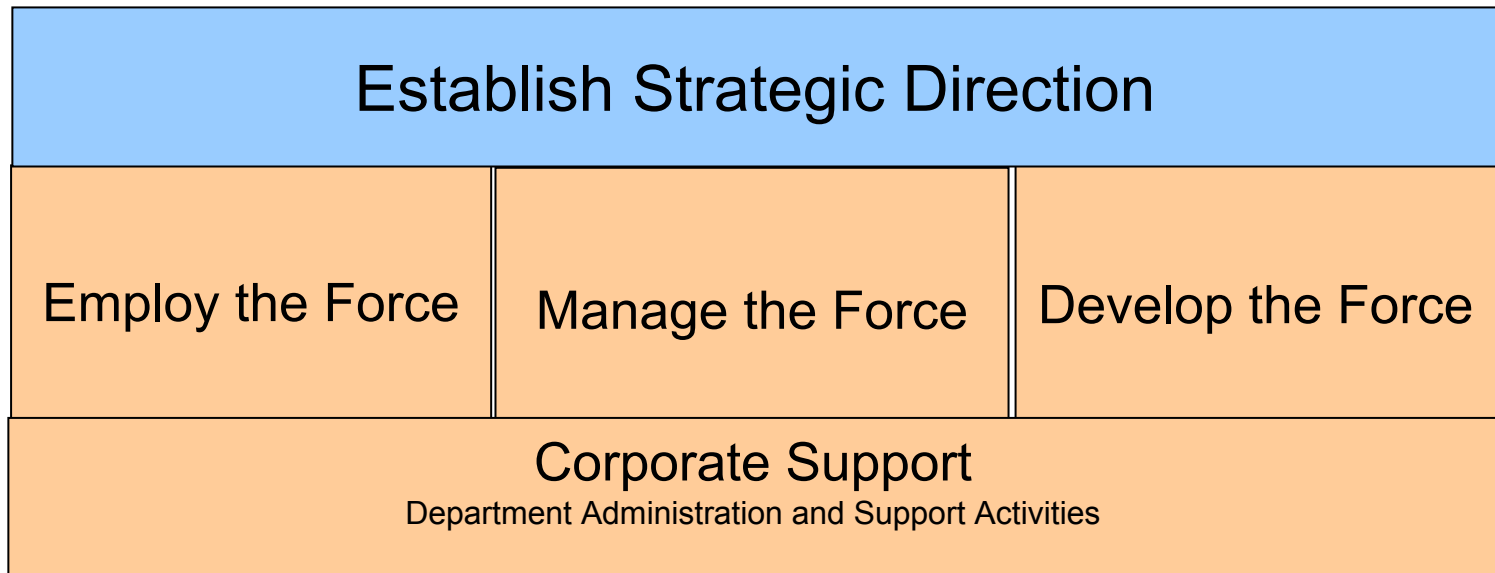 Establish Strategic Direction
Employ the Force
Manage the Force
Develop the Force
Corporate Support
Department Administration and Support Activities